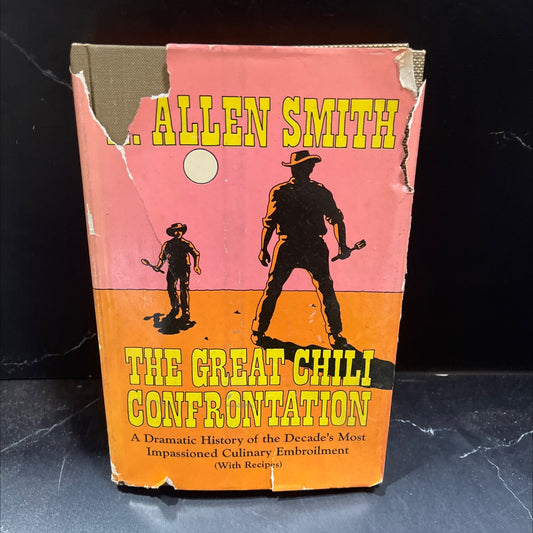 . ALLEN SMITH
THE GREAT CHILI
CONFRONTATION
A Dramatic History of the Decade's Most
Impassioned Culinary Embroilment
(With Recipes)